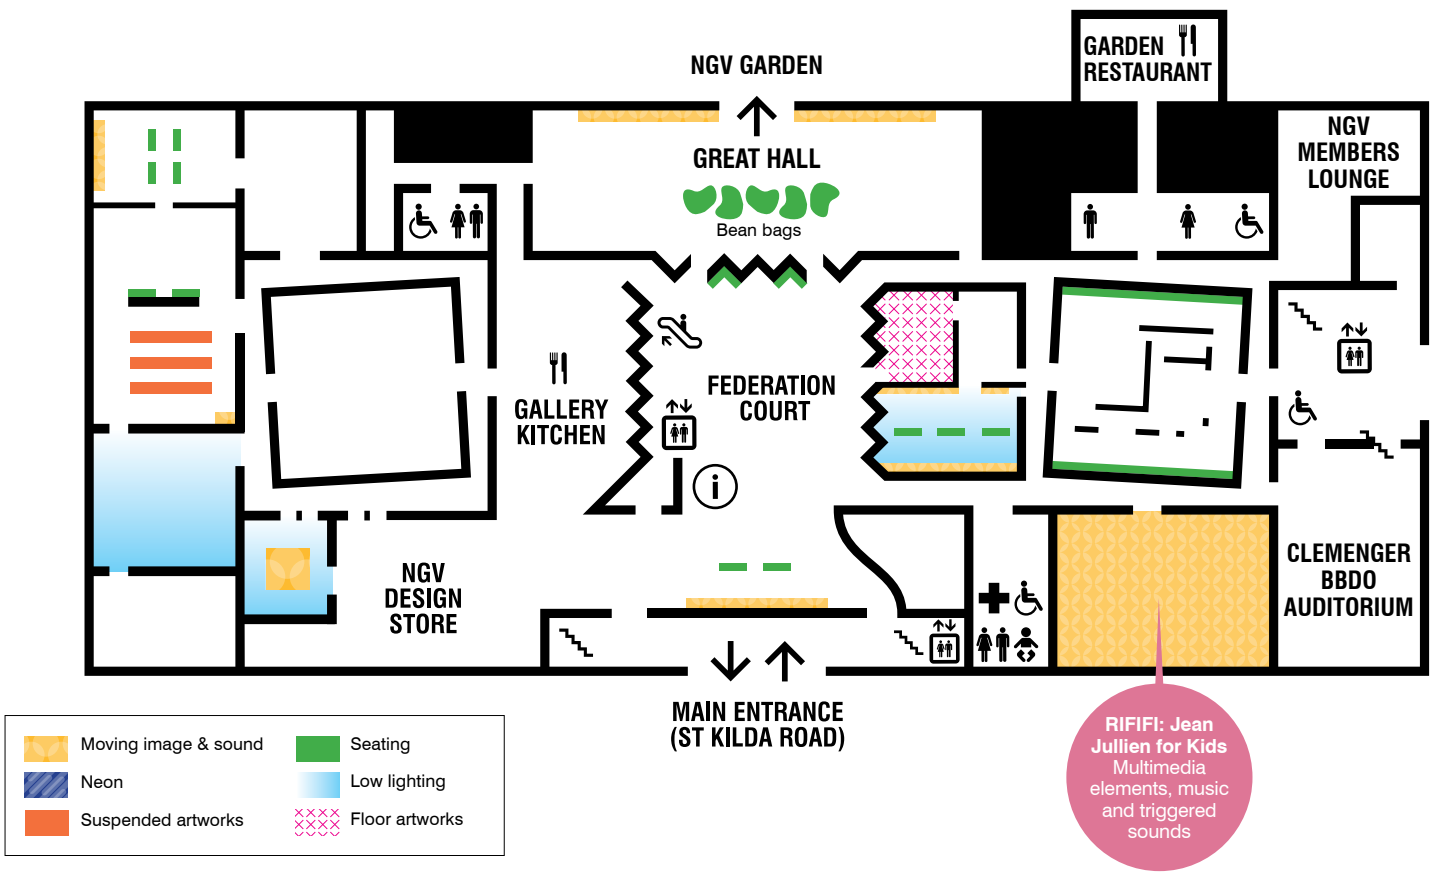 GARDEN
RESTAURANT
NGV GARDEN
NGV
MEMBERS
LOUNGE
GREAT HALL
Bean bags
GALLERY
KITCHEN
FEDERATION
COURT
i
NGV
DESIGN
STORE
CLEMENGER
BBDO
AUDITORIUM
MAIN ENTRANCE
(ST KILDA ROAD)
RIFIFI: Jean
Jullien for Kids
Multimedia
elements, music
and triggered
sounds
Moving image & sound
Neon
Suspended artworks
Seating
Low lighting
Floor artworks